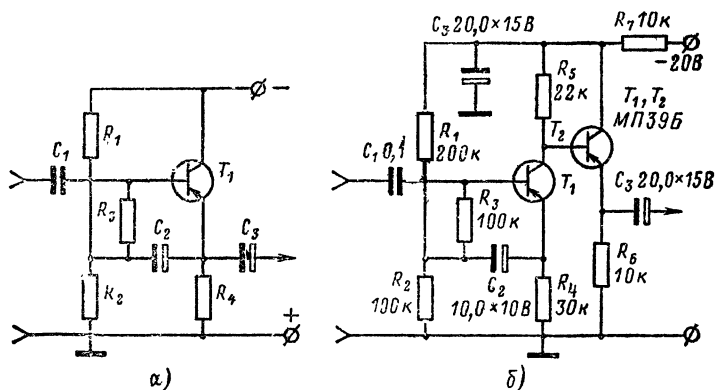 C₃ 20,0×15В
R₇ 10к
−20В
−
R₅
22к
T₁, T₂
МП39Б
R₁
C₁
T₁
R₁
200к
C₁ 0,1
T₂
T₁
C₃ 20,0×15В
R₃
C₂
C₃
R₃
100к
R₂
R₄
+
R₂
100к
C₂
10,0×10В
R₄
30к
R₆
10к
а)
б)